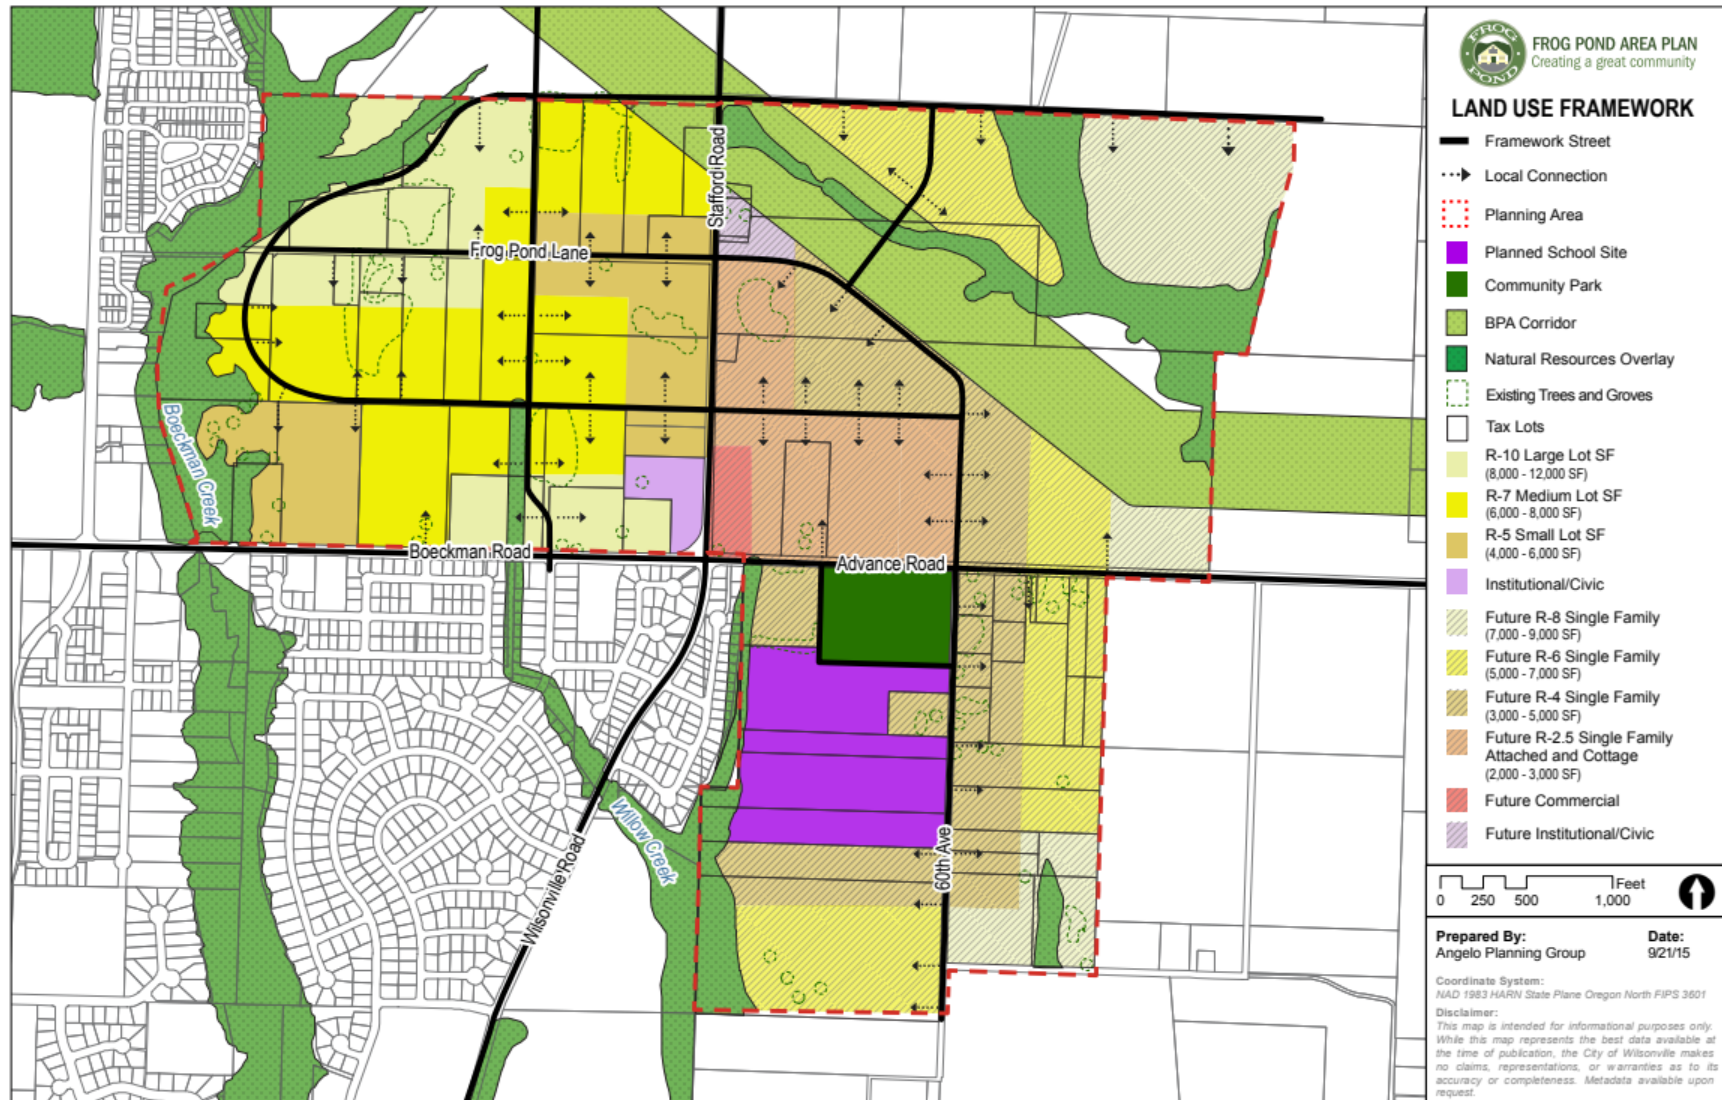 FROG
POND
FROG POND AREA PLAN
Creating a great community
LAND USE FRAMEWORK
Framework Street
Local Connection
Planning Area
Planned School Site
Community Park
BPA Corridor
Natural Resources Overlay
Existing Trees and Groves
Tax Lots
R-10 Large Lot SF
(8,000 - 12,000 SF)
R-7 Medium Lot SF
(6,000 - 8,000 SF)
R-5 Small Lot SF
(4,000 - 6,000 SF)
Institutional/Civic
Future R-8 Single Family
(7,000 - 9,000 SF)
Future R-6 Single Family
(5,000 - 7,000 SF)
Future R-4 Single Family
(3,000 - 5,000 SF)
Future R-2.5 Single Family
Attached and Cottage
(2,000 - 3,000 SF)
Future Commercial
Future Institutional/Civic
Feet
0 250 500 1,000
Prepared By:
Angelo Planning Group
Date:
9/21/15
Coordinate System:
NAD 1983 HARN State Plane Oregon North FIPS 3601
Disclaimer:
This map is intended for informational purposes only.
While this map represents the best data available at
the time of publication, the City of Wilsonville makes
no claims, representations, or warranties as to its
accuracy or completeness. Metadata available upon
request.
Stafford Road
Frog Pond Lane
Boeckman Creek
Boeckman Road
Advance Road
Willow Creek
Wilsonville Road
60th Ave